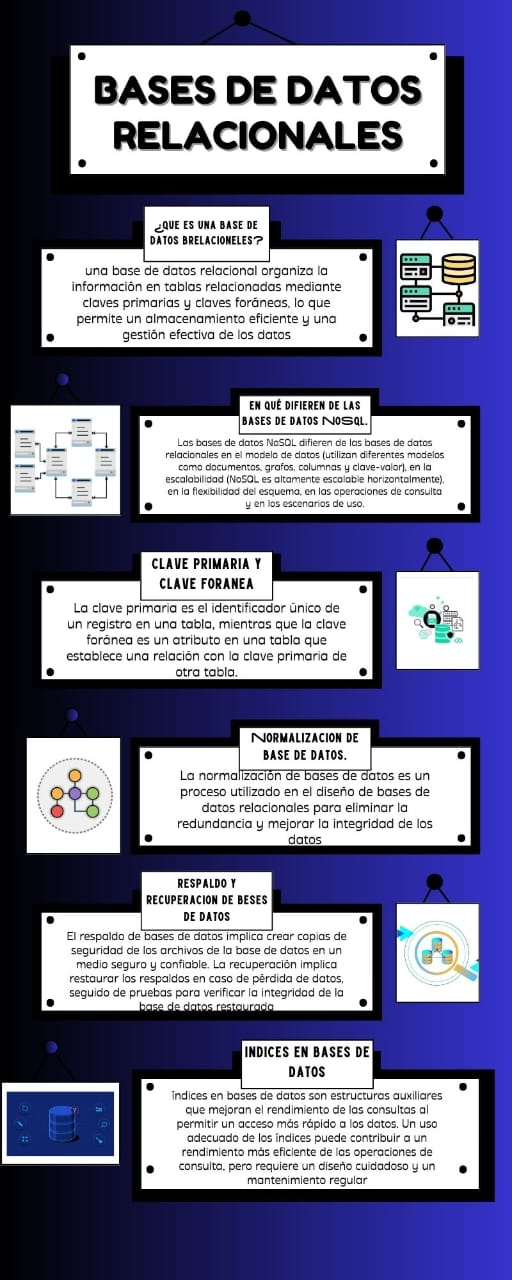 BASES DE DATOS
RELACIONALES
¿QUE ES UNA BASE DE
DATOS BRELACIONELES?
una base de datos relacional organiza la
información en tablas relacionadas mediante
claves primarias y claves foráneas, lo que
permite un almacenamiento eficiente y una
gestión efectiva de los datos
EN QUÉ DIFIEREN DE LAS
BASES DE DATOS NOSQL.
Las bases de datos NoSQL difieren de las bases de datos
relacionales en el modelo de datos (utilizan diferentes modelos
como documentos, grafos, columnas y clave-valor), en la
escalabilidad (NoSQL es altamente escalable horizontalmente),
en la flexibilidad del esquema, en las operaciones de consulta
y en los escenarios de uso.
CLAVE PRIMARIA Y
CLAVE FORANEA
La clave primaria es el identificador único de
un registro en una tabla, mientras que la clave
foránea es un atributo en una tabla que
establece una relación con la clave primaria de
otra tabla.
NORMALIZACION DE
BASE DE DATOS.
La normalización de bases de datos es un
proceso utilizado en el diseño de bases de
datos relacionales para eliminar la
redundancia y mejorar la integridad de los
datos
RESPALDO Y
RECUPERACION DE BESES
DE DATOS
El respaldo de bases de datos implica crear copias de
seguridad de los archivos de la base de datos en un
medio seguro y confiable. La recuperación implica
restaurar los respaldos en caso de pérdida de datos,
seguido de pruebas para verificar la integridad de la
base de datos restaurada
INDICES EN BASES DE
DATOS
Índices en bases de datos son estructuras auxiliares
que mejoran el rendimiento de las consultas al
permitir un acceso más rápido a los datos. Un uso
adecuado de los índices puede contribuir a un
rendimiento más eficiente de las operaciones de
consulta, pero requiere un diseño cuidadoso y un
mantenimiento regular